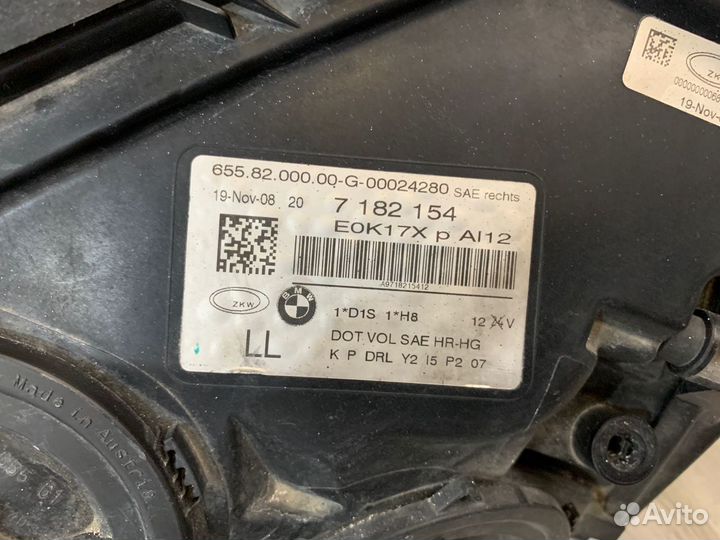 655.82.000.00-G-00024280 SAE rechts
19-Nov-08 20 7 182 154
E0K17X p AI12
A9718215412
ZKW
BMW
1*D1S 1*H8 12 V
LL
DOT VOL SAE HR-HG
K P DRL Y2 I5 P2 07
ZKW
19-Nov-
Made in Austria
Avito